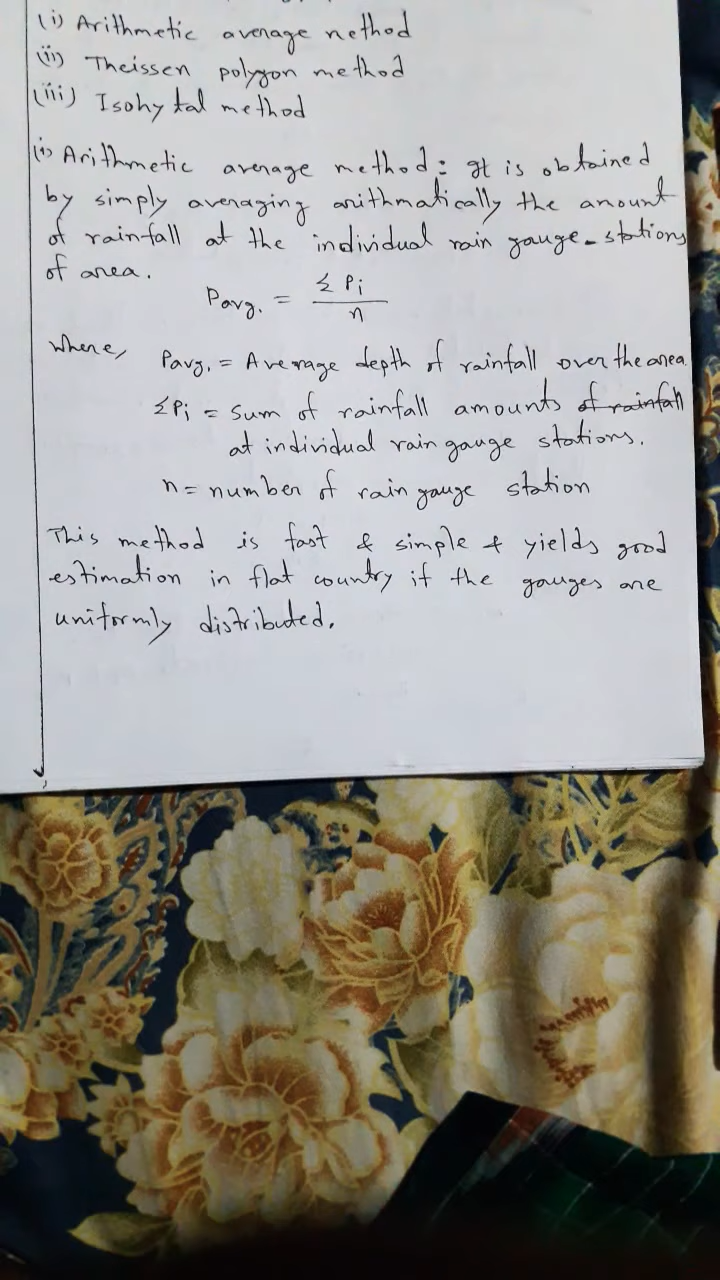 (i) Arithmetic average method
(ii) Theissen polygon method
(iii) Isohytal method
(i) Arithmetic average method: It is obtained
by simply averaging arithmatically the amount
of rainfall at the individual rain gauge stations
of area.
Pavg. = Σ Pi / n
Where, Pavg. = Average depth of rainfall over the area
ΣPi = Sum of rainfall amounts of rainfall
at individual rain gauge stations.
n = number of rain gauge station
This method is fast & simple & yields good
estimation in flat country if the gauges are
uniformly distributed.